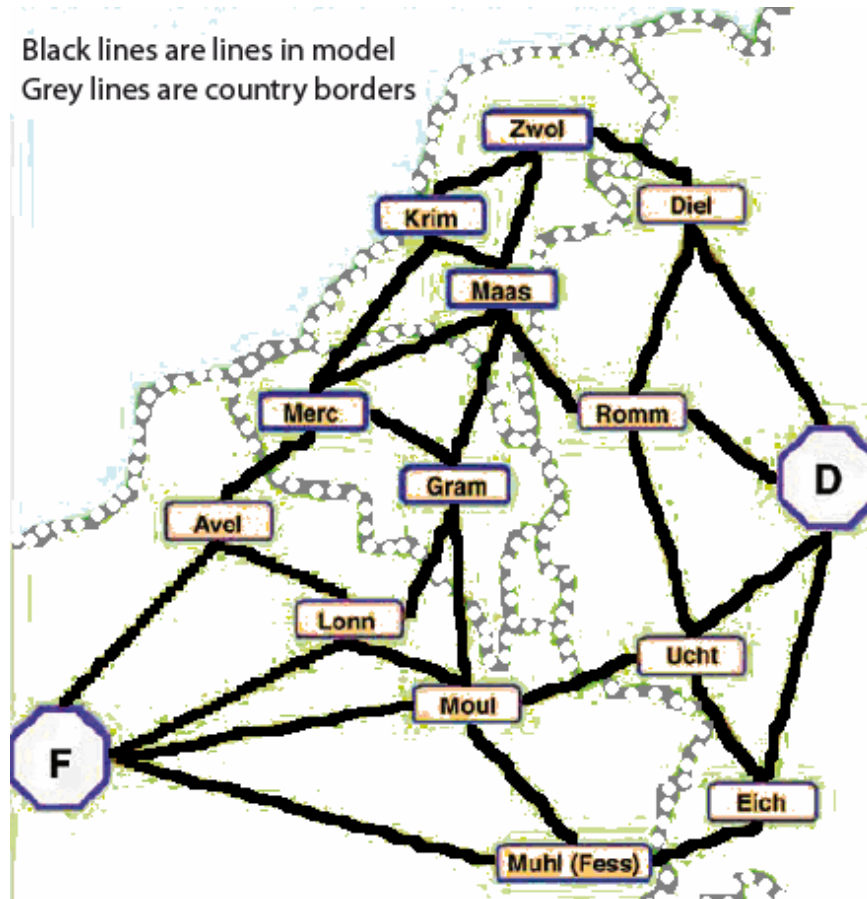 Black lines are lines in model
Grey lines are country borders
Zwol
Krim
Diel
Maas
Merc
Romm
Gram
D
Avel
Lonn
Ucht
Moul
F
Eich
Muhl (Fess)